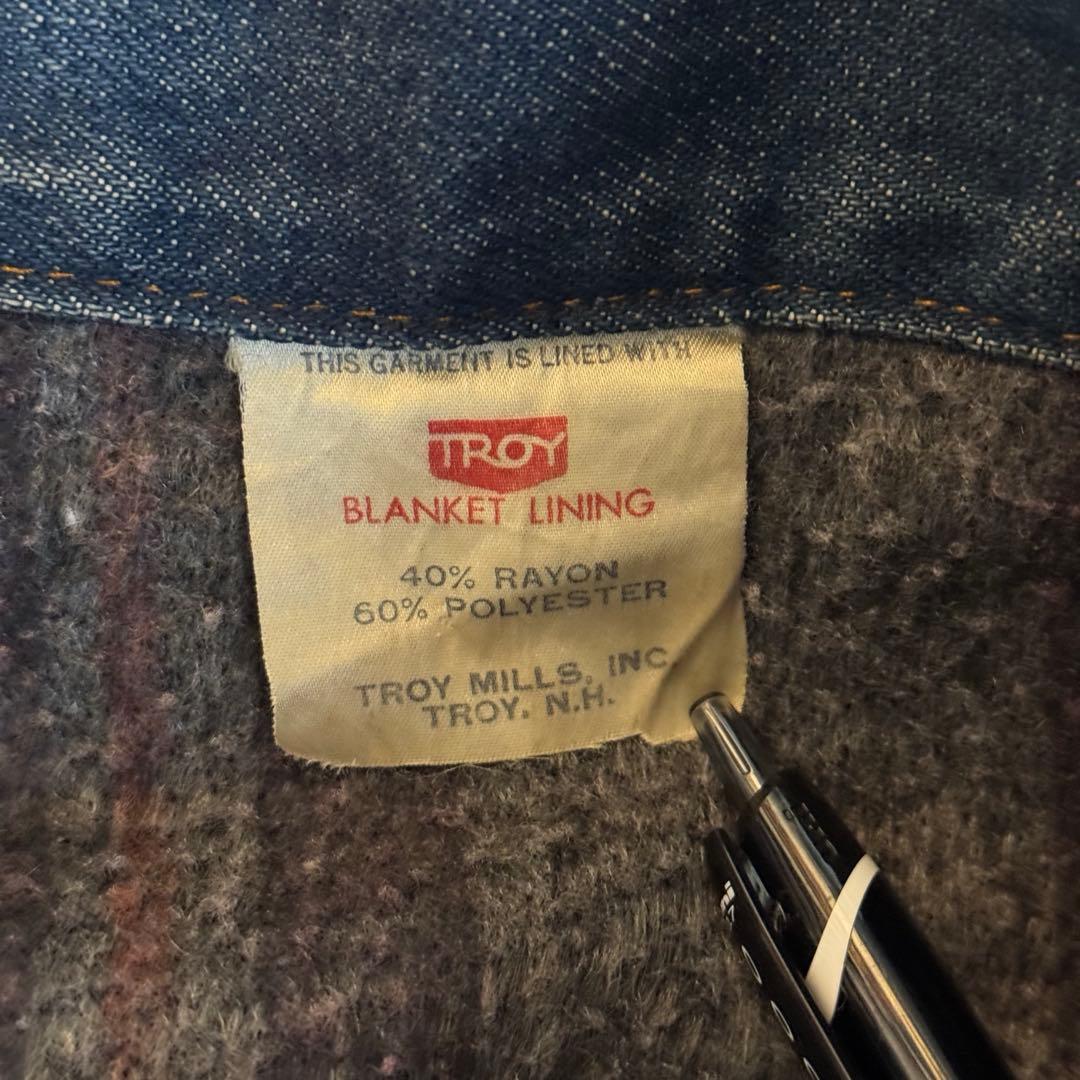 THIS GARMENT IS LINED WITH
TROY
BLANKET LINING
40% RAYON
60% POLYESTER
TROY MILLS, INC
TROY, N.H.